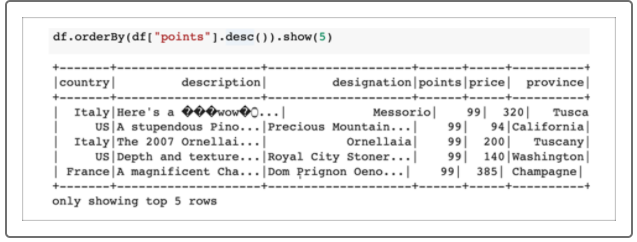 df.orderBy(df["points"].desc()).show(5)
+-------+--------------------+--------------------+------+-----+----------+
|country| description| designation|points|price| province|
+-------+--------------------+--------------------+------+-----+----------+
| Italy|Here's a ���wow�...| Messorio| 99| 320| Tusca
| US|A stupendous Pino...|Precious Mountain...| 99| 94|California|
| Italy|The 2007 Ornellai...| Ornellaia| 99| 200| Tuscany|
| US|Depth and texture...|Royal City Stoner...| 99| 140|Washington|
| France|A magnificent Cha...|Dom Prignon Oeno...| 99| 385| Champagne|
+-------+--------------------+--------------------+------+-----+----------+
only showing top 5 rows